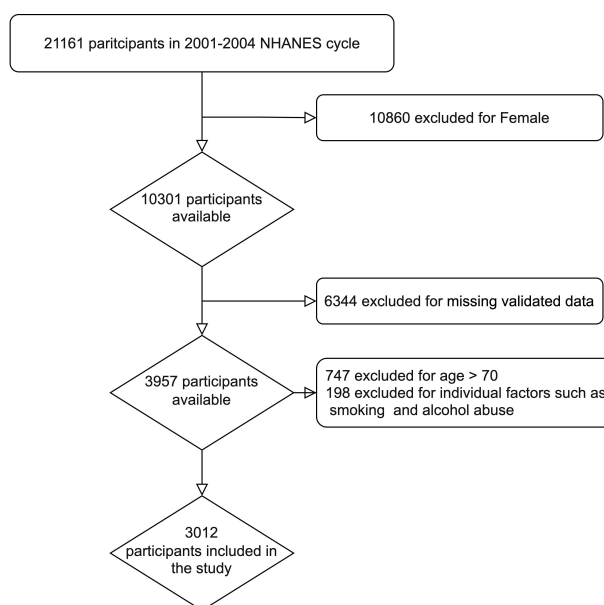 21161 paritcipants in 2001-2004 NHANES cycle
10860 excluded for Female
10301 participants
available
6344 excluded for missing validated data
3957 participants
available
747 excluded for age > 70
198 excluded for individual factors such as
smoking and alcohol abuse
3012
participants included in
the study